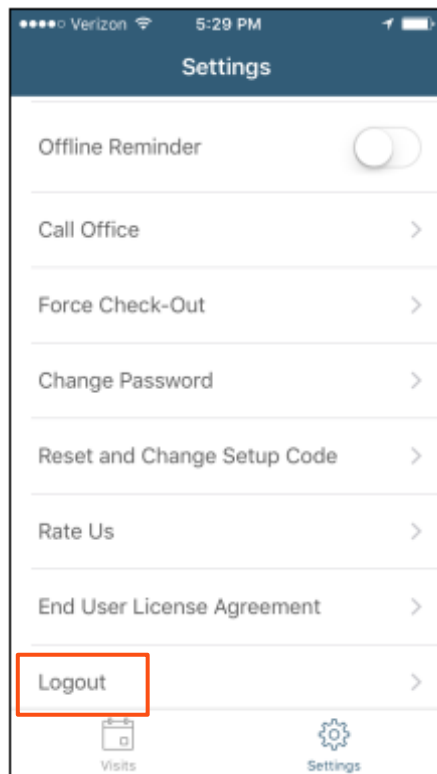 Verizon 5:29 PM
Settings
Offline Reminder
Call Office
Force Check-Out
Change Password
Reset and Change Setup Code
Rate Us
End User License Agreement
Logout
Visits Settings